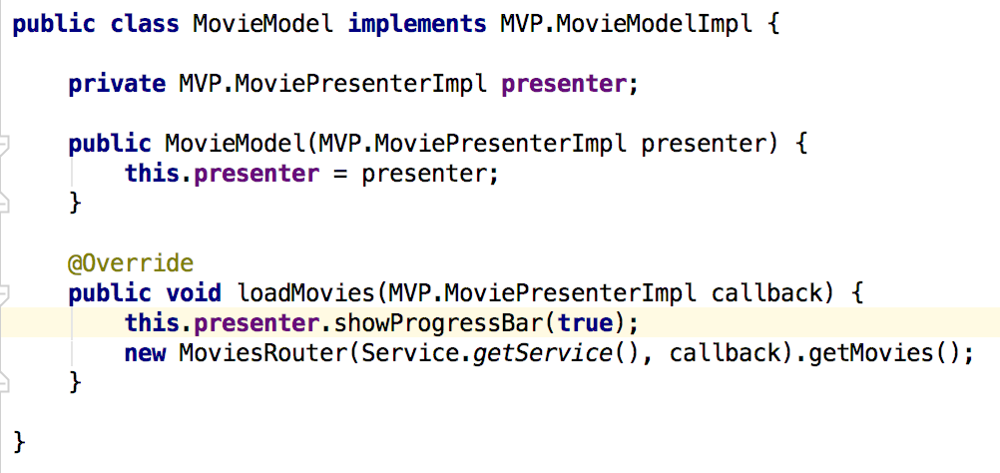 public class MovieModel implements MVP.MovieModelImpl {
private MVP.MoviePresenterImpl presenter;
public MovieModel(MVP.MoviePresenterImpl presenter) {
this.presenter = presenter;
}
@Override
public void loadMovies(MVP.MoviePresenterImpl callback) {
this.presenter.showProgressBar(true);
new MoviesRouter(Service.getService(), callback).getMovies();
}
}